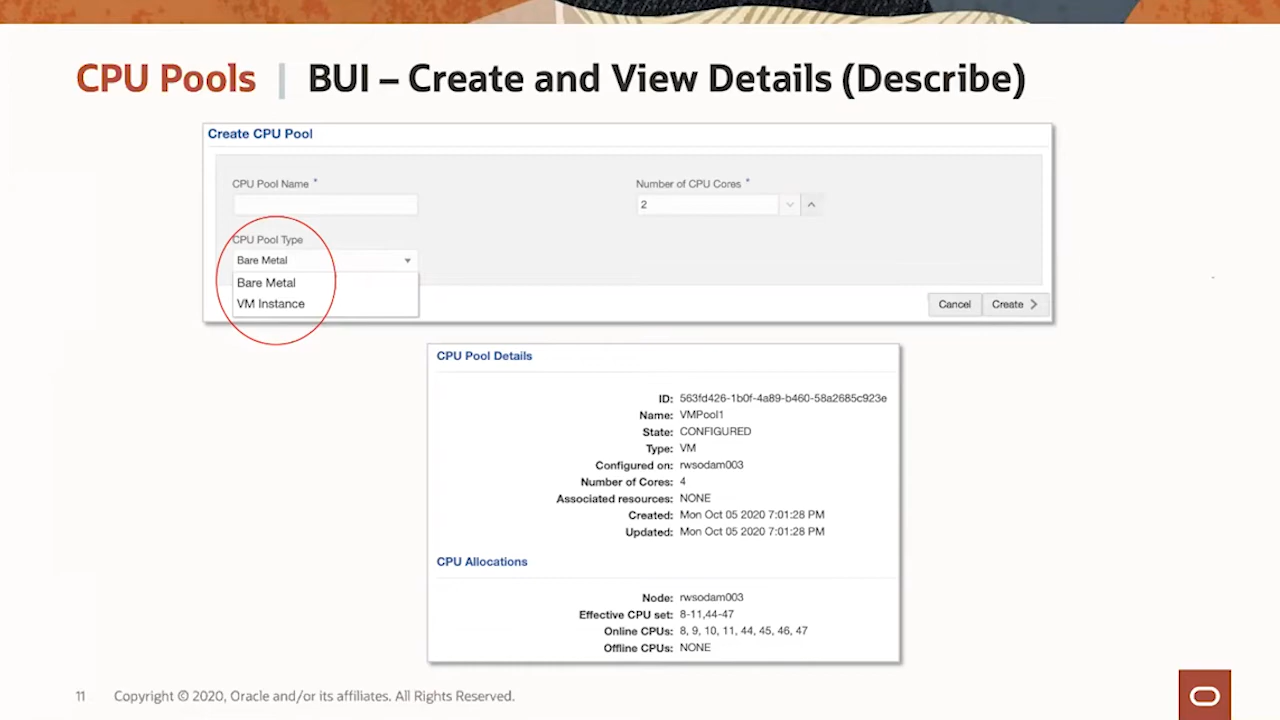 CPU Pools | BUI – Create and View Details (Describe)
Create CPU Pool
CPU Pool Name *
Number of CPU Cores *
2
CPU Pool Type
Bare Metal
Bare Metal
VM Instance
Cancel
Create
CPU Pool Details
ID: 563fd426-1b0f-4a89-b460-58a2685c923e
Name: VMPool1
State: CONFIGURED
Type: VM
Configured on: rwsodam003
Number of Cores: 4
Associated resources: NONE
Created: Mon Oct 05 2020 7:01:28 PM
Updated: Mon Oct 05 2020 7:01:28 PM
CPU Allocations
Node: rwsodam003
Effective CPU set: 8-11,44-47
Online CPUs: 8, 9, 10, 11, 44, 45, 46, 47
Offline CPUs: NONE
11 Copyright © 2020, Oracle and/or its affiliates. All Rights Reserved.